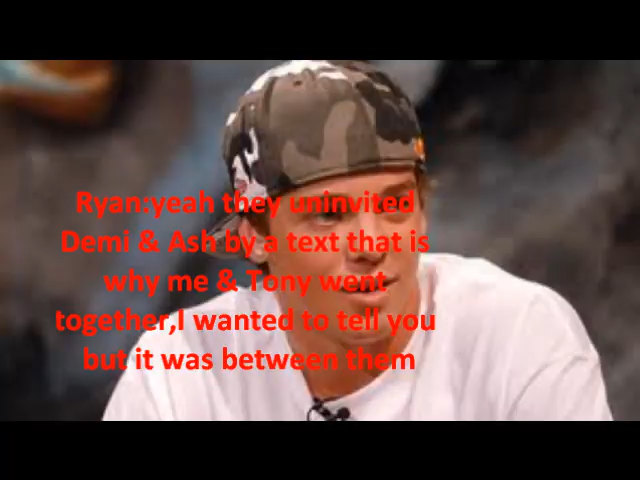 Ryan:yeah they uninvited
Demi & Ash by a text that is
why me & Tony went
together,I wanted to tell you
but it was between them